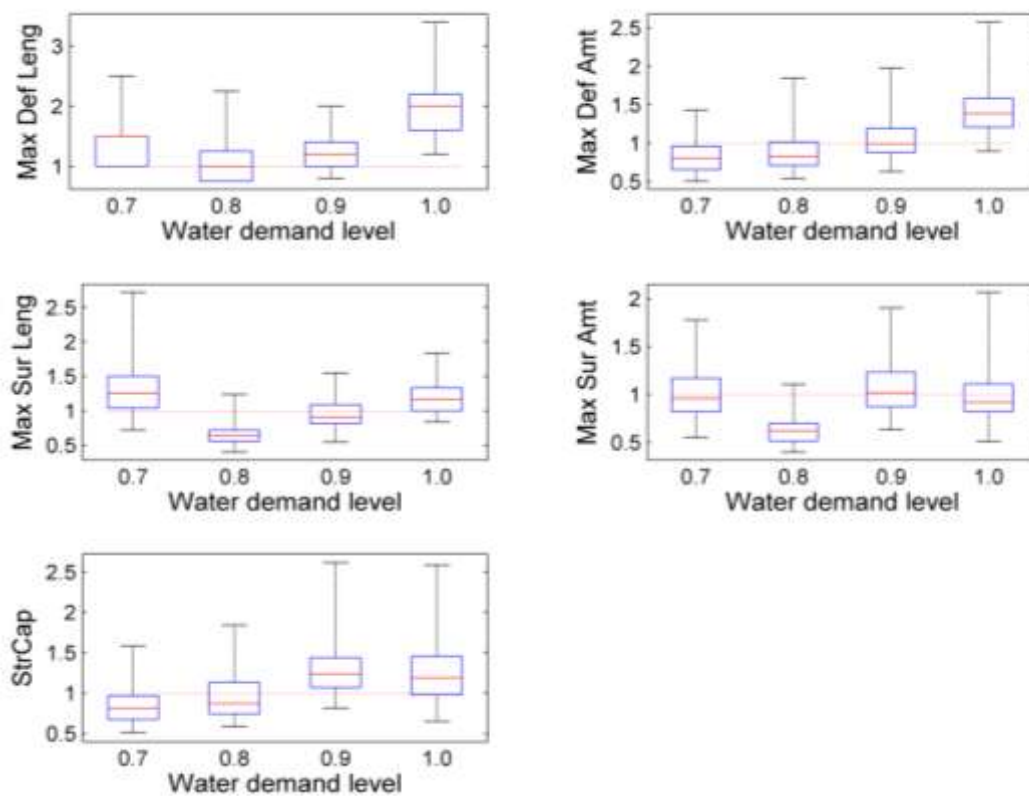 Max Def Leng
3
2
1
0.7 0.8 0.9 1.0
Water demand level
Max Def Amt
2.5
2
1.5
1
0.5
0.7 0.8 0.9 1.0
Water demand level
Max Sur Leng
2.5
2
1.5
1
0.5
0.7 0.8 0.9 1.0
Water demand level
Max Sur Amt
2
1.5
1
0.5
0.7 0.8 0.9 1.0
Water demand level
StrCap
2.5
2
1.5
1
0.5
0.7 0.8 0.9 1.0
Water demand level